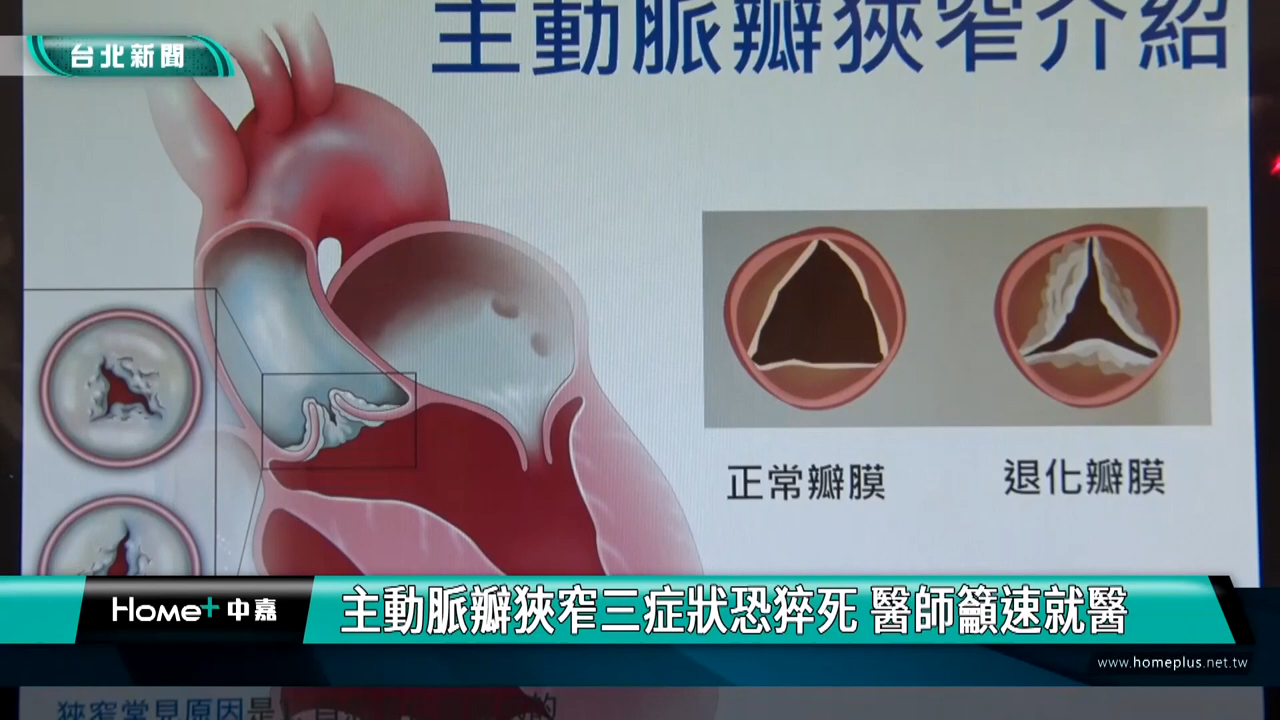 主動脈瓣狹窄介紹
台北新聞
正常瓣膜
退化瓣膜
Home+中嘉
主動脈瓣狹窄三症狀恐猝死 醫師籲速就醫
www.homeplus.net.tw
狹窄常見原因是